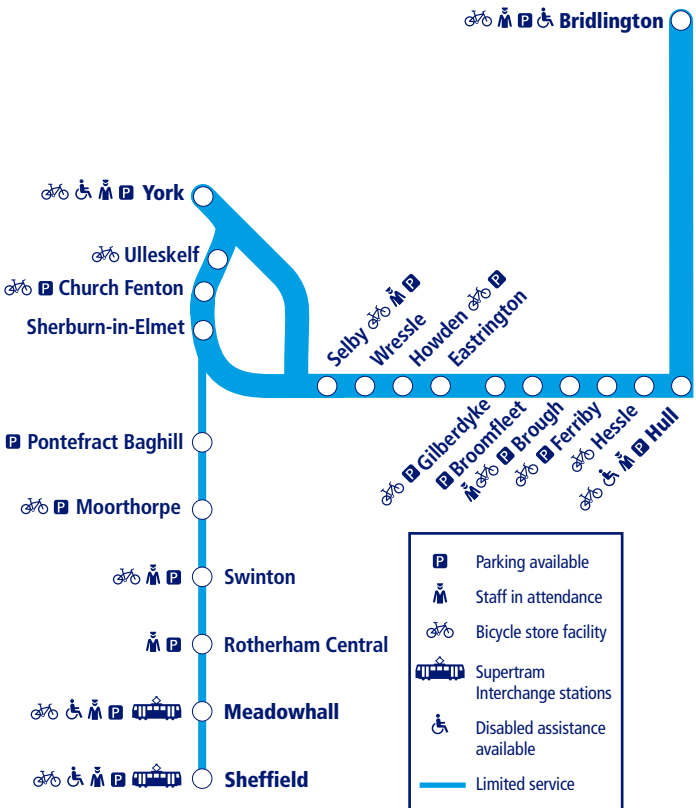 Bridlington
P York
Ulleskelf
P Church Fenton
Sherburn-in-Elmet
Selby P
Wressle
Howden P
Eastrington
P Gilberdyke
P Broomfleet
P Brough
P Ferriby
Hessle
P Hull
P Pontefract Baghill
P Moorthorpe
P Swinton
P Rotherham Central
P Meadowhall
P Sheffield
P Parking available
Staff in attendance
Bicycle store facility
Supertram
Interchange stations
Disabled assistance
available
Limited service